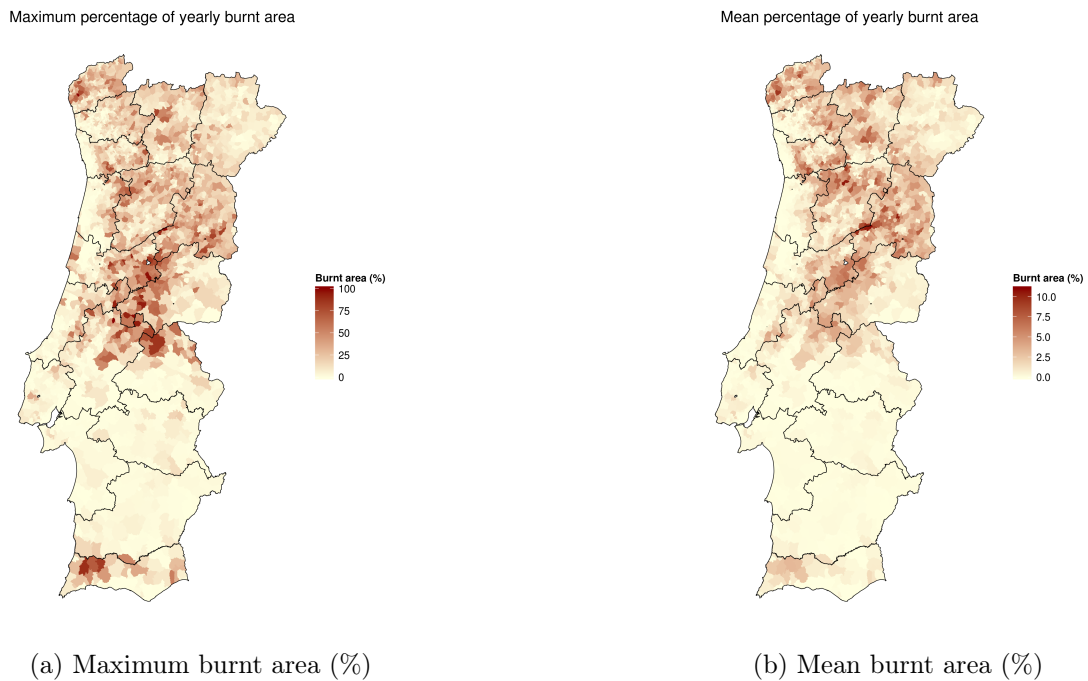 Maximum percentage of yearly burnt area
Mean percentage of yearly burnt area
Burnt area (%)
100
75
50
25
0
Burnt area (%)
10.0
7.5
5.0
2.5
0.0
(a) Maximum burnt area (%)
(b) Mean burnt area (%)